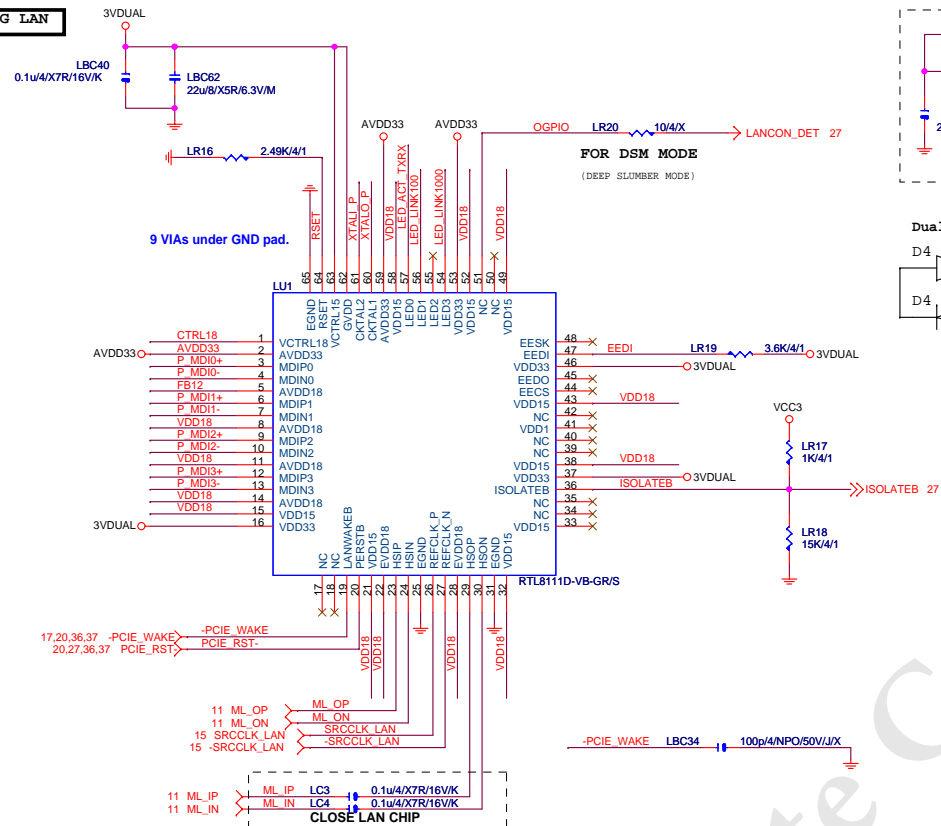 G LAN
3VDUAL
LBC40
0.1u/4/X7R/16V/K
LBC62
22u/8/X5R/6.3V/M
LR16 2.49K/4/1
AVDD33 AVDD33
OGPIO LR20 10/4/X LANCON_DET 27
FOR DSM MODE
(DEEP SLUMBER MODE)
9 VIAs under GND pad.
Dual
D4
D4
2
RSET
XTALI_P
XTALO_P
VDD18
LED_ACT_TXRX
LED_LINK100
LED_LINK1000
VDD18
VDD18
65 64 63 62 61 60 59 58 57 56 55 54 53 52 51 50 49
LU1
EGND
RSET
VCTRL15
GVDD
CKTAL2
CKTAL1
AVDD33
VDD15
LED0
LED1
LED2
LED3
VDD33
VDD15
NC
NC
VDD15
CTRL18 1 VCTRL18
AVDD33 AVDD33 2 AVDD33
P_MDI0+ 3 MDIP0
P_MDI0- 4 MDIN0
FB12 5 AVDD18
P_MDI1+ 6 MDIP1
P_MDI1- 7 MDIN1
VDD18 8 AVDD18
P_MDI2+ 9 MDIP2
P_MDI2- 10 MDIN2
VDD18 11 AVDD18
P_MDI3+ 12 MDIP3
P_MDI3- 13 MDIN3
VDD18 14 AVDD18
VDD18 15 VDD15
3VDUAL 16 VDD33
EESK 48
EEDI 47 EEDI LR19 3.6K/4/1 3VDUAL
VDD33 46 3VDUAL
EEDO 45
EECS 44
VDD15 43 VDD18
NC 42
VDD1 41
NC 40
NC 39
VDD15 38 VDD18
VDD33 37 3VDUAL
ISOLATEB 36 ISOLATEB ISOLATEB 27
NC 35
NC 34
VDD15 33
VCC3
LR17
1K/4/1
LR18
15K/4/1
NC
NC
LANWAKEB
PERSTB
VDD15
EVDD18
HSIP
HSIN
EGND
REFCLK_P
REFCLK_N
EVDD18
HSOP
HSON
EGND
VDD15
RTL8111D-VB-GR/S
17 18 19 20 21 22 23 24 25 26 27 28 29 30 31 32
17,20,36,37 -PCIE_WAKE -PCIE_WAKE
20,27,36,37 PCIE_RST- PCIE_RST-
VDD18
VDD18
VDD18
VDD18
11 ML_OP ML_OP
11 ML_ON ML_ON
15 SRCCLK_LAN SRCCLK_LAN
15 -SRCCLK_LAN -SRCCLK_LAN
-PCIE_WAKE LBC34 100p/4/NPO/50V/J/X
11 ML_IP ML_IP LC3 0.1u/4/X7R/16V/K
11 ML_IN ML_IN LC4 0.1u/4/X7R/16V/K
CLOSE LAN CHIP
te C